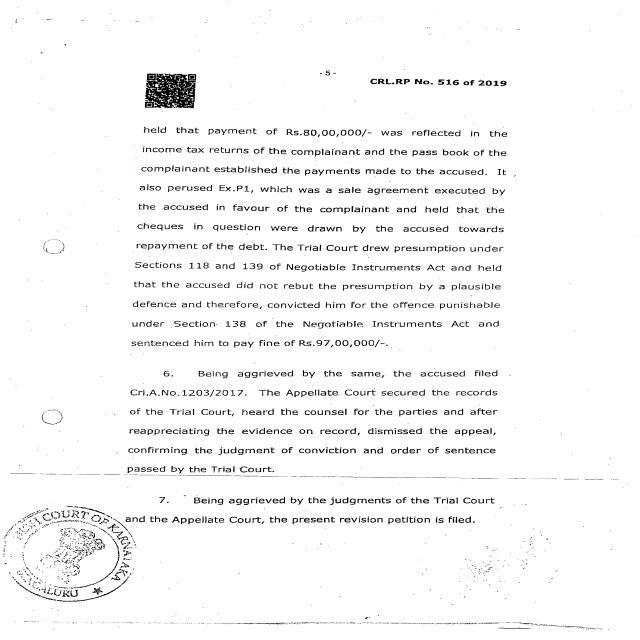 - 5 -
CRL.RP No. 516 of 2019
held that payment of Rs.80,00,000/- was reflected in the
income tax returns of the complainant and the pass book of the
complainant established the payments made to the accused. It
also perused Ex.P1, which was a sale agreement executed by
the accused in favour of the complainant and held that the
cheques in question were drawn by the accused towards
repayment of the debt. The Trial Court drew presumption under
Sections 118 and 139 of Negotiable Instruments Act and held
that the accused did not rebut the presumption by a plausible
defence and therefore, convicted him for the offence punishable
under Section 138 of the Negotiable Instruments Act and
sentenced him to pay fine of Rs.97,00,000/-.
6. Being aggrieved by the same, the accused filed
Crl.A.No.1203/2017. The Appellate Court secured the records
of the Trial Court, heard the counsel for the parties and after
reappreciating the evidence on record, dismissed the appeal,
confirming the judgment of conviction and order of sentence
passed by the Trial Court.
7. Being aggrieved by the judgments of the Trial Court
and the Appellate Court, the present revision petition is filed.
HIGH COURT OF KARNATAKA
BENGALURU